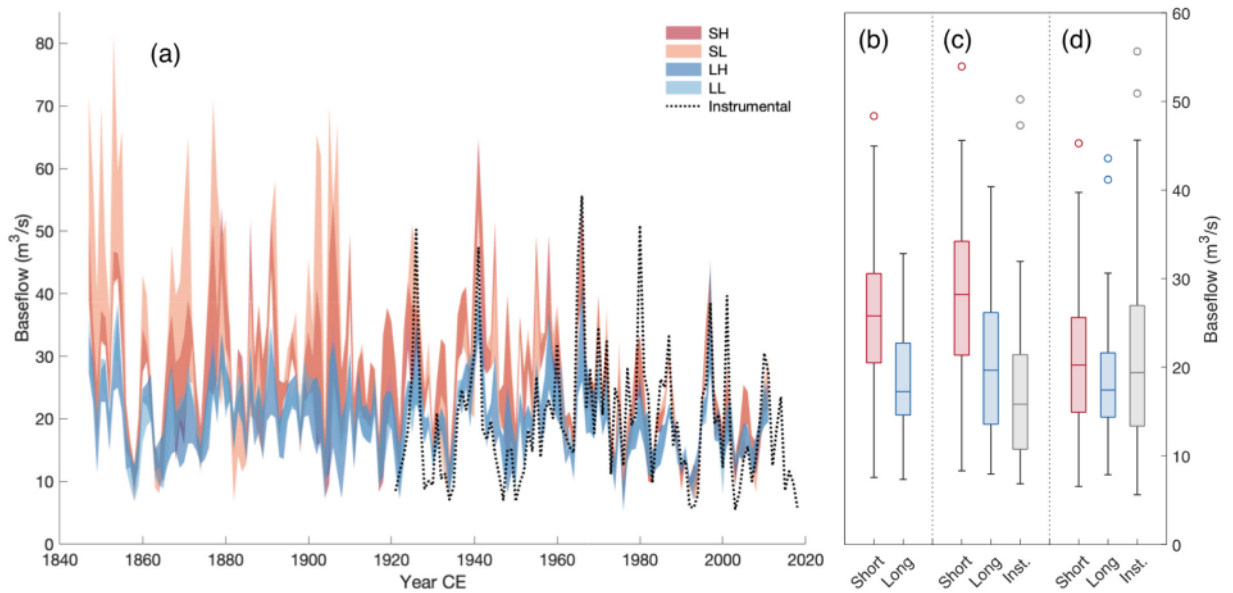 (a)
SH
SL
LH
LL
Instrumental
80
70
60
50
40
30
20
10
0
Baseflow (m³/s)
1840 1860 1880 1900 1920 1940 1960 1980 2000 2020
Year CE
(b) (c) (d)
60
50
40
30
20
10
0
Baseflow (m³/s)
Short Long Short Long Inst. Short Long Inst.